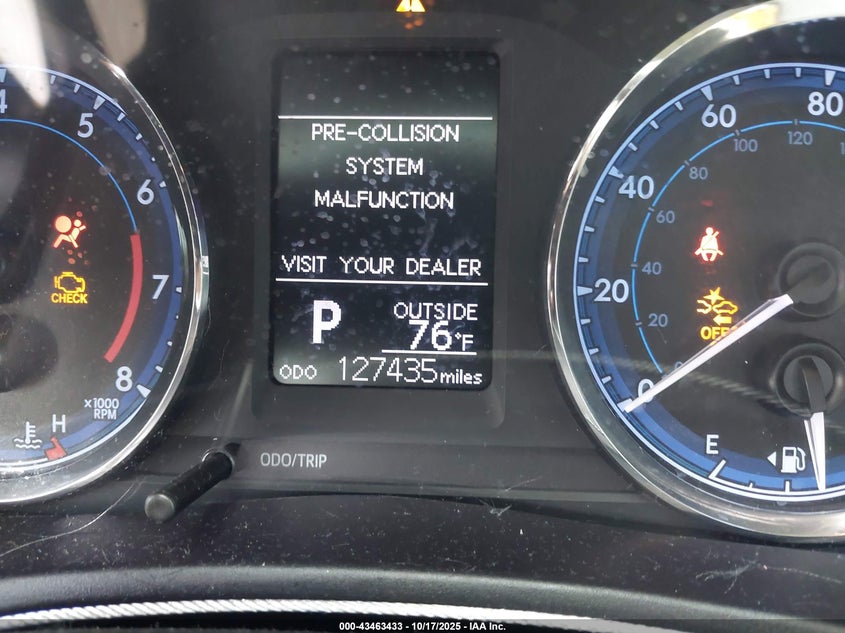 PRE-COLLISION
SYSTEM
MALFUNCTION
VISIT YOUR DEALER
P
OUTSIDE
76°F
ODO 127435 miles
ODO/TRIP
4
5
6
7
8
x1000
RPM
CHECK
H
80
60
40
20
0
120
100
80
60
40
20
OFF
E
000-43463433 - 10/17/2025 - IAA Inc.